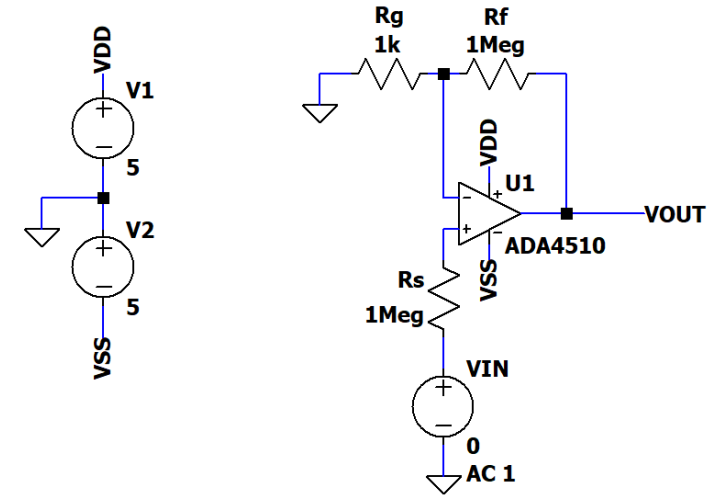 VDD
V1
5
V2
5
VSS
Rg
1k
Rf
1Meg
VDD
U1
ADA4510
VSS
VOUT
Rs
1Meg
VIN
0
AC 1